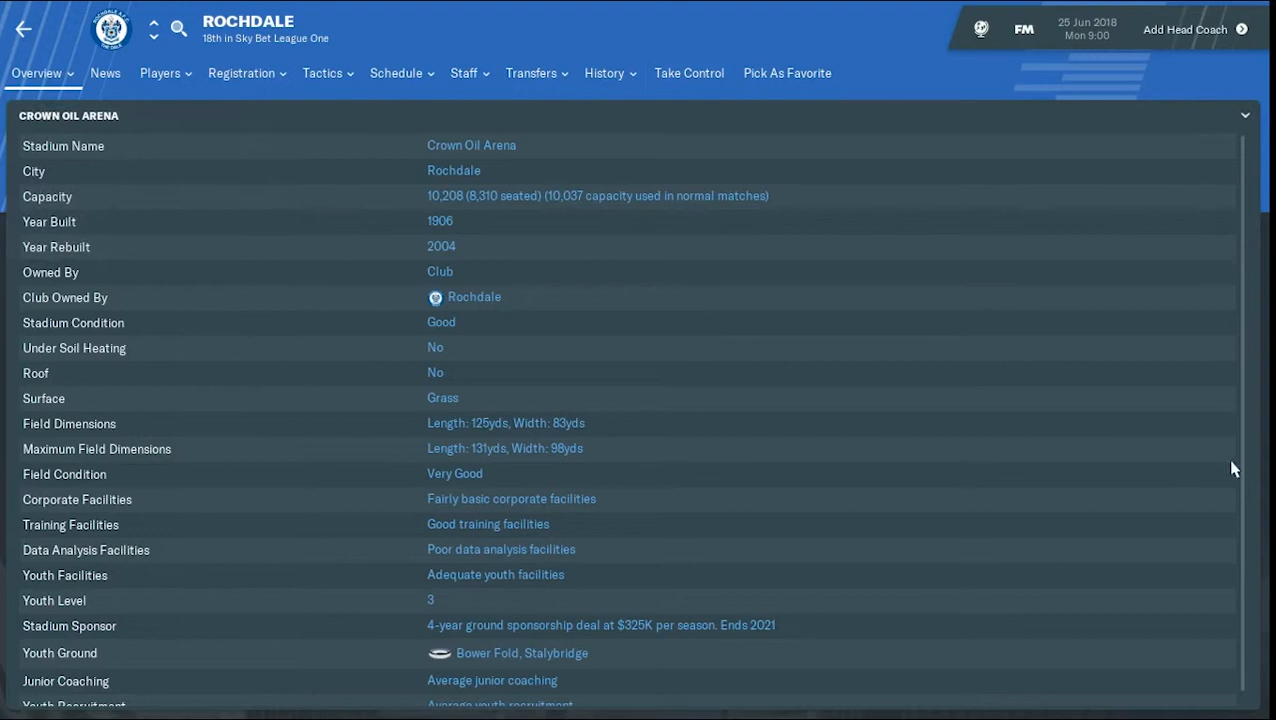 ROCHDALE
18th in Sky Bet League One
FM
25 Jun 2018
Mon 9:00
Add Head Coach
Overview News Players Registration Tactics Schedule Staff Transfers History Take Control Pick As Favorite
CROWN OIL ARENA
Stadium Name Crown Oil Arena
City Rochdale
Capacity 10,208 (8,310 seated) (10,037 capacity used in normal matches)
Year Built 1906
Year Rebuilt 2004
Owned By Club
Club Owned By Rochdale
Stadium Condition Good
Under Soil Heating No
Roof No
Surface Grass
Field Dimensions Length: 125yds, Width: 83yds
Maximum Field Dimensions Length: 131yds, Width: 98yds
Field Condition Very Good
Corporate Facilities Fairly basic corporate facilities
Training Facilities Good training facilities
Data Analysis Facilities Poor data analysis facilities
Youth Facilities Adequate youth facilities
Youth Level 3
Stadium Sponsor 4-year ground sponsorship deal at $325K per season. Ends 2021
Youth Ground Bower Fold, Stalybridge
Junior Coaching Average junior coaching
Youth Recruitment Average youth recruitment